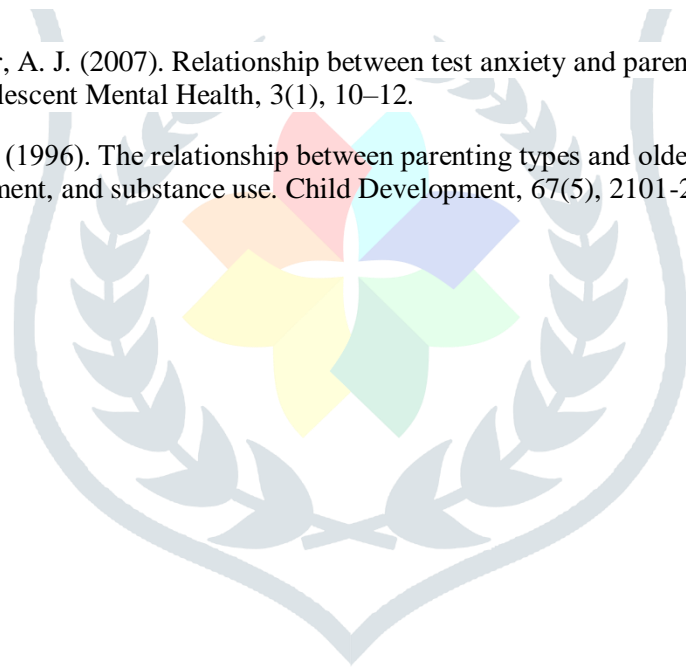 r, A. J. (2007). Relationship between test anxiety and paren
lescent Mental Health, 3(1), 10–12.
(1996). The relationship between parenting types and olde
ment, and substance use. Child Development, 67(5), 2101-2